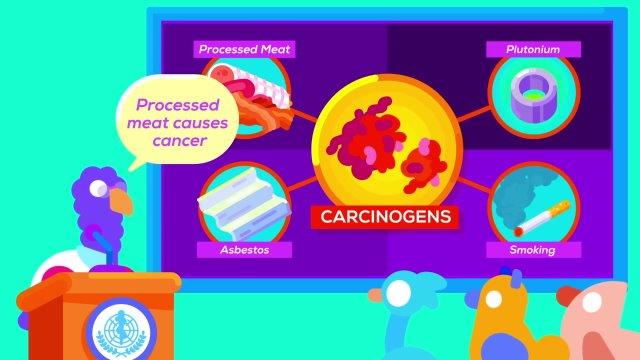 Processed Meat
Plutonium
Processed
meat causes
cancer
CARCINOGENS
Asbestos
Smoking